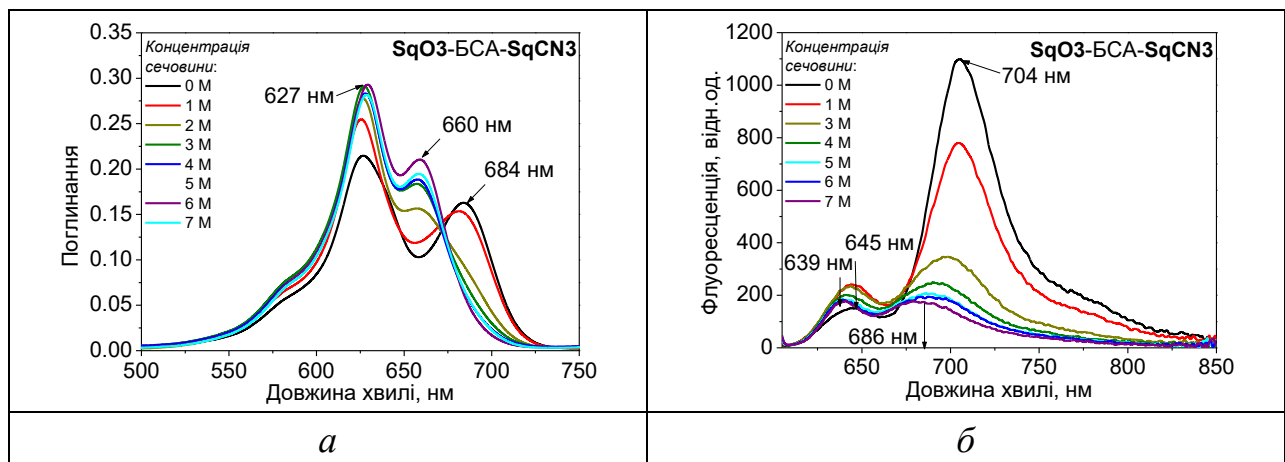 Концентрація
сечовини:
0 М
1 М
2 М
3 М
4 М
5 М
6 М
7 М
SqO3-БСА-SqCN3
627 нм
660 нм
684 нм
Поглинання
0.35
0.30
0.25
0.20
0.15
0.10
0.05
0.00
500
550
600
650
700
750
Довжина хвилі, нм
Концентрація
сечовини:
0 М
1 М
3 М
4 М
5 М
6 М
7 М
SqO3-БСА-SqCN3
704 нм
645 нм
639 нм
686 нм
Флуоресценція, відн.од.
1000
800
600
400
200
0
650
700
750
800
850
Довжина хвилі, нм
а
б